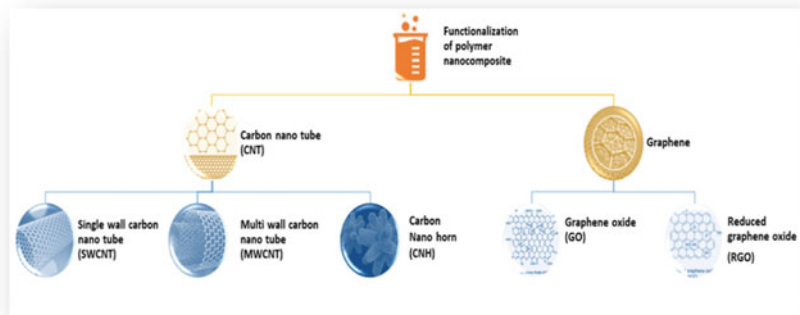 Functionalization
of polymer
nanocomposite
Carbon nano tube
(CNT)
Graphene
Single wall carbon
nano tube
(SWCNT)
Multi wall carbon
nano tube
(MWCNT)
Carbon
Nano horn
(CNH)
Graphene oxide
(GO)
Reduced
graphene oxide
(RGO)